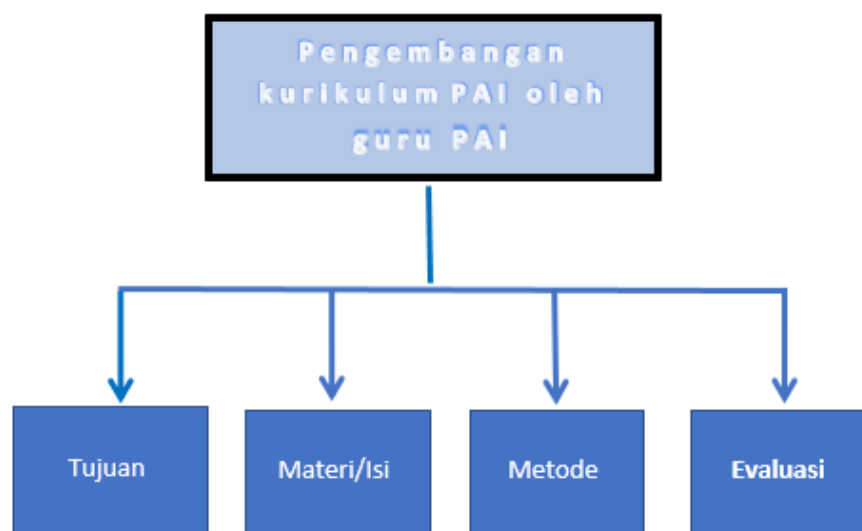 Pengembangan
kurikulum PAI oleh
guru PAI
Tujuan
Materi/Isi
Metode
Evaluasi